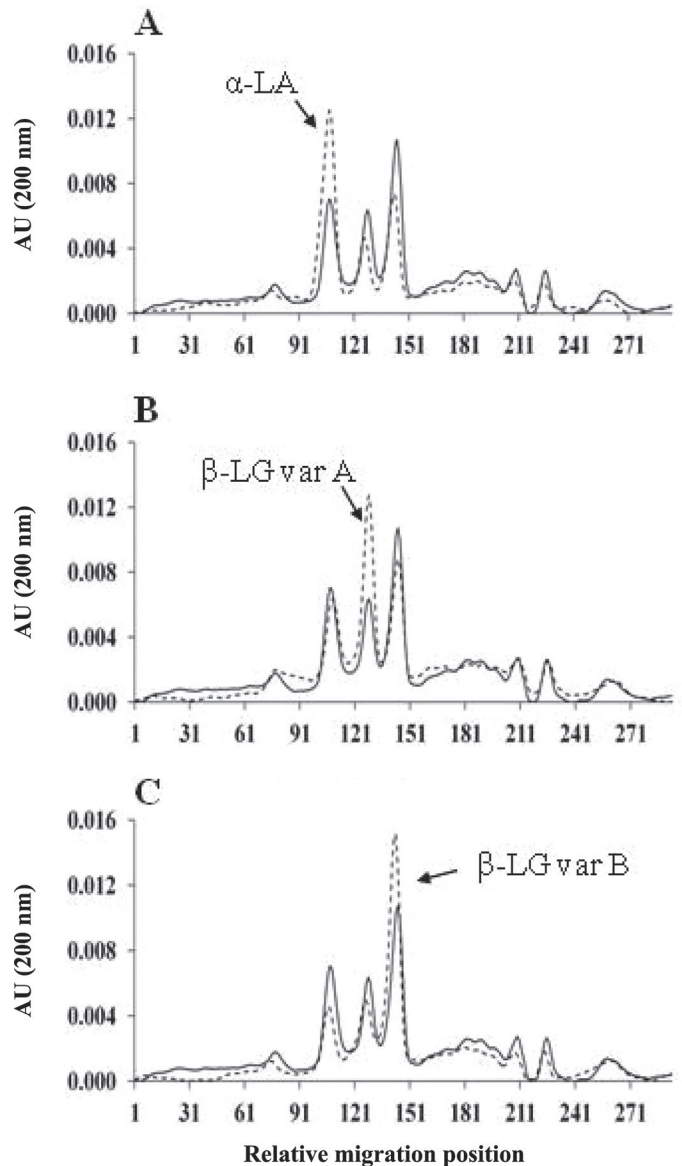 A
0.016
0.012
0.008
0.004
0.000
AU (200 nm)
α-LA
1 31 61 91 121 151 181 211 241 271
B
0.016
0.012
0.008
0.004
0.000
AU (200 nm)
β-LG var A
1 31 61 91 121 151 181 211 241 271
C
0.016
0.012
0.008
0.004
0.000
AU (200 nm)
β-LG var B
1 31 61 91 121 151 181 211 241 271
Relative migration position